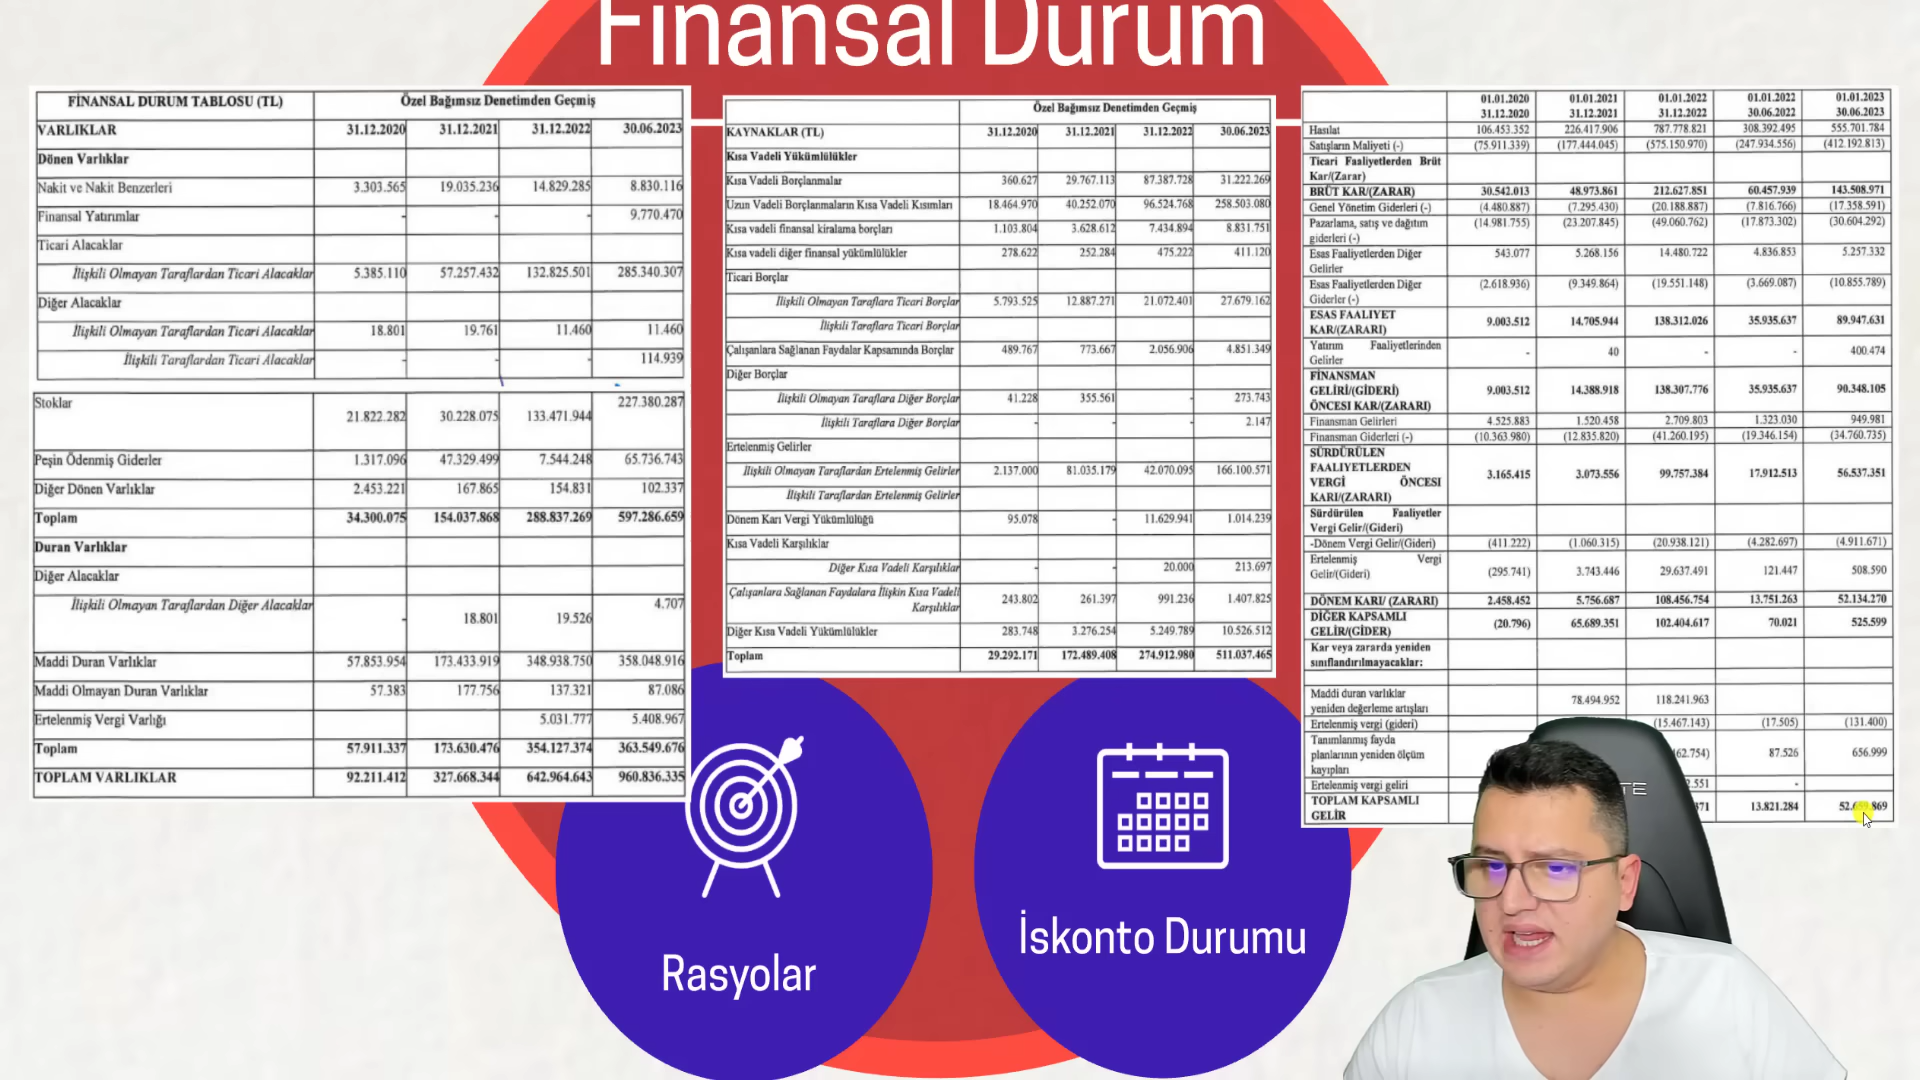 Finansal Durum
FİNANSAL DURUM TABLOSU (TL) Özel Bağımsız Denetimden Geçmiş
VARLIKLAR 31.12.2020 31.12.2021 31.12.2022 30.06.2023
Dönen Varlıklar
Nakit ve Nakit Benzerleri 3.303.565 19.035.236 14.829.285 8.830.116
Finansal Yatırımlar - - - 9.770.470
Ticari Alacaklar
İlişkili Olmayan Taraflardan Ticari Alacaklar 5.385.110 57.257.432 132.825.501 285.340.307
Diğer Alacaklar
İlişkili Olmayan Taraflardan Ticari Alacaklar 18.801 19.761 11.460 11.460
İlişkili Taraflardan Ticari Alacaklar - - - 114.939
Stoklar 21.822.282 30.228.075 133.471.944 227.380.287
Peşin Ödenmiş Giderler 1.317.096 47.329.499 7.544.248 65.736.743
Diğer Dönen Varlıklar 2.453.221 167.865 154.831 102.337
Toplam 34.300.075 154.037.868 288.837.269 597.286.659
Duran Varlıklar
Diğer Alacaklar
İlişkili Olmayan Taraflardan Diğer Alacaklar - 18.801 19.526 4.707
Maddi Duran Varlıklar 57.853.954 173.433.919 348.938.750 358.048.916
Maddi Olmayan Duran Varlıklar 57.383 177.756 137.321 87.086
Ertelenmiş Vergi Varlığı 5.031.777 5.408.967
Toplam 57.911.337 173.630.476 354.127.374 363.549.676
TOPLAM VARLIKLAR 92.211.412 327.668.344 642.964.643 960.836.335
Özel Bağımsız Denetimden Geçmiş
KAYNAKLAR (TL) 31.12.2020 31.12.2021 31.12.2022 30.06.2023
Kısa Vadeli Yükümlülükler
Kısa Vadeli Borçlanmalar 360.627 29.767.113 87.387.728 31.222.269
Uzun Vadeli Borçlanmaların Kısa Vadeli Kısımları 18.464.970 40.252.070 96.524.768 258.503.080
Kısa vadeli finansal kiralama borçları 1.103.804 3.628.612 7.434.894 8.831.751
Kısa vadeli diğer finansal yükümlülükler 278.622 252.284 475.222 411.120
Ticari Borçlar
İlişkili Olmayan Taraflara Ticari Borçlar 5.793.525 12.887.271 21.072.401 27.679.162
İlişkili Taraflara Ticari Borçlar
Çalışanlara Sağlanan Faydalar Kapsamında Borçlar 489.767 773.667 2.056.906 4.851.349
Diğer Borçlar
İlişkili Olmayan Taraflara Diğer Borçlar 41.228 355.561 - 273.743
İlişkili Taraflara Diğer Borçlar - - - 2.147
Ertelenmiş Gelirler
İlişkili Olmayan Taraflardan Ertelenmiş Gelirler 2.137.000 81.035.179 42.070.095 166.100.571
İlişkili Taraflardan Ertelenmiş Gelirler
Dönem Karı Vergi Yükümlülüğü 95.078 - 11.629.941 1.014.239
Kısa Vadeli Karşılıklar
Diğer Kısa Vadeli Karşılıklar - - 20.000 213.697
Çalışanlara Sağlanan Faydalara İlişkin Kısa Vadeli
Karşılıklar 243.802 261.397 991.236 1.407.825
Diğer Kısa Vadeli Yükümlülükler 283.748 3.276.254 5.249.789 10.526.512
Toplam 29.292.171 172.489.408 274.912.980 511.037.465
01.01.2020 01.01.2021 01.01.2022 01.01.2022 01.01.2023
31.12.2020 31.12.2021 31.12.2022 30.06.2022 30.06.2023
Hasılat 106.453.352 226.417.906 787.778.821 308.392.495 555.701.784
Satışların Maliyeti (-) (75.911.339) (177.444.045) (575.150.970) (247.934.556) (412.192.813)
Ticari Faaliyetlerden Brüt
Kar/(Zarar)
BRÜT KAR/(ZARAR) 30.542.013 48.973.861 212.627.851 60.457.939 143.508.971
Genel Yönetim Giderleri (-) (4.480.887) (7.295.430) (20.188.887) (7.816.766) (17.358.591)
Pazarlama, satış ve dağıtım
giderleri (-) (14.981.755) (23.207.845) (49.060.762) (17.873.302) (30.604.292)
Esas Faaliyetlerden Diğer
Gelirler 543.077 5.268.156 14.480.722 4.836.853 5.257.332
Esas Faaliyetlerden Diğer
Giderler (-) (2.618.936) (9.349.864) (19.551.148) (3.669.087) (10.855.789)
ESAS FAALİYET
KAR/(ZARARI) 9.003.512 14.705.944 138.312.026 35.935.637 89.947.631
Yatırım Faaliyetlerinden
Gelirler - 40 - - 400.474
FİNANSMAN
GELİRİ/(GİDERİ)
ÖNCESI KAR/(ZARARI) 9.003.512 14.388.918 138.307.776 35.935.637 90.348.105
Finansman Gelirleri 4.525.883 1.520.458 2.709.803 1.323.030 949.981
Finansman Giderleri (-) (10.363.980) (12.835.820) (41.260.195) (19.346.154) (34.760.735)
SÜRDÜRÜLEN
FAALİYETLERDEN
VERGİ ÖNCESI
KARI/(ZARARI) 3.165.415 3.073.556 99.757.384 17.912.513 56.537.351
Sürdürülen Faaliyetler
Vergi Gelir/(Gideri)
-Dönem Vergi Gelir/(Gideri) (411.222) (1.060.315) (20.938.121) (4.282.697) (4.911.671)
Ertelenmiş Vergi
Gelir/(Gideri) (295.741) 3.743.446 29.637.491 121.447 508.590
DÖNEM KARI/ (ZARARI) 2.458.452 5.756.687 108.456.754 13.751.263 52.134.270
DİĞER KAPSAMLI
GELİR/(GİDER) (20.796) 65.689.351 102.404.617 70.021 525.599
Kar veya zararda yeniden
sınıflandırılmayacaklar:
Maddi duran varlıklar
yeniden değerleme artışları 78.494.952 118.241.963
Ertelenmiş vergi (gideri) (15.467.143) (17.505) (131.400)
Tanımlanmış fayda
planlarının yeniden ölçüm
kayıpları 62.754) 87.526 656.999
Ertelenmiş vergi geliri 551 -
TOPLAM KAPSAMLI
GELİR 371 13.821.284 869
TE
Rasyolar
İskonto Durumu